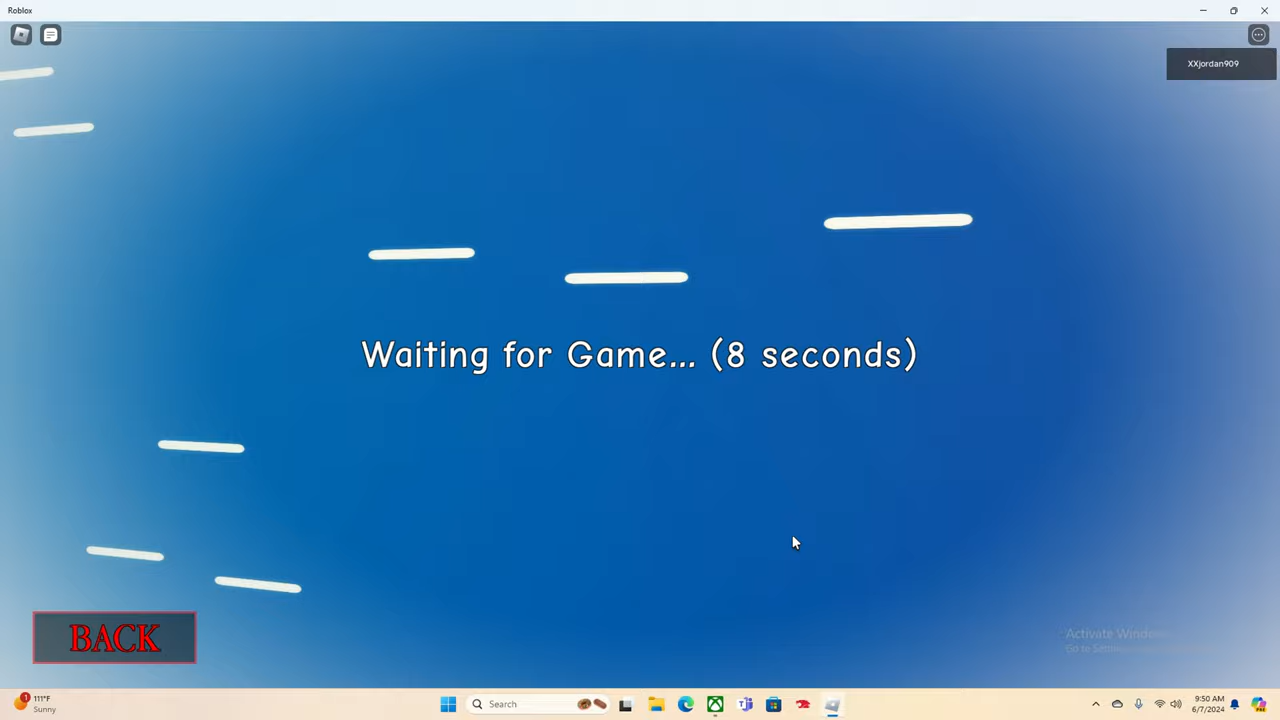 Roblox
XXjordan909
Waiting for Game... (8 seconds)
BACK
Activate Windows
1
111°F
Sunny
Search
9:50 AM
6/7/2024